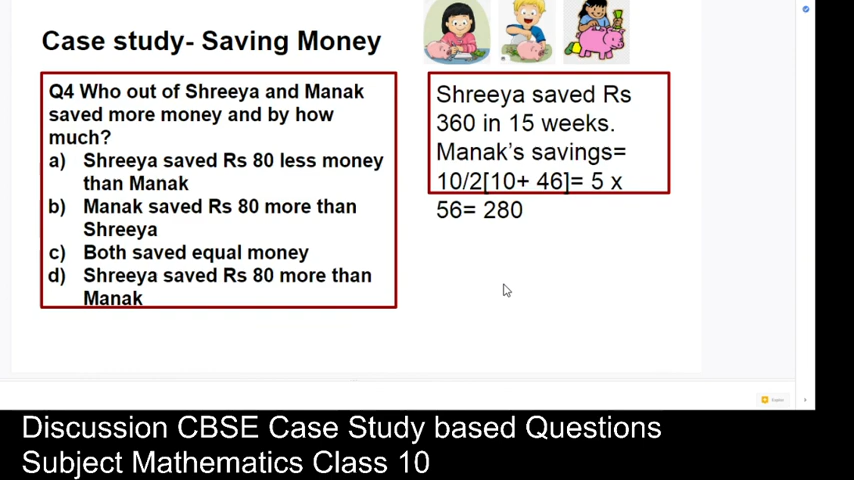 Case study- Saving Money
Q4 Who out of Shreeya and Manak
saved more money and by how
much?
a) Shreeya saved Rs 80 less money
than Manak
b) Manak saved Rs 80 more than
Shreeya
c) Both saved equal money
d) Shreeya saved Rs 80 more than
Manak
Shreeya saved Rs
360 in 15 weeks.
Manak's savings=
10/2[10+ 46]= 5 x
56= 280
Discussion CBSE Case Study based Questions
Subject Mathematics Class 10